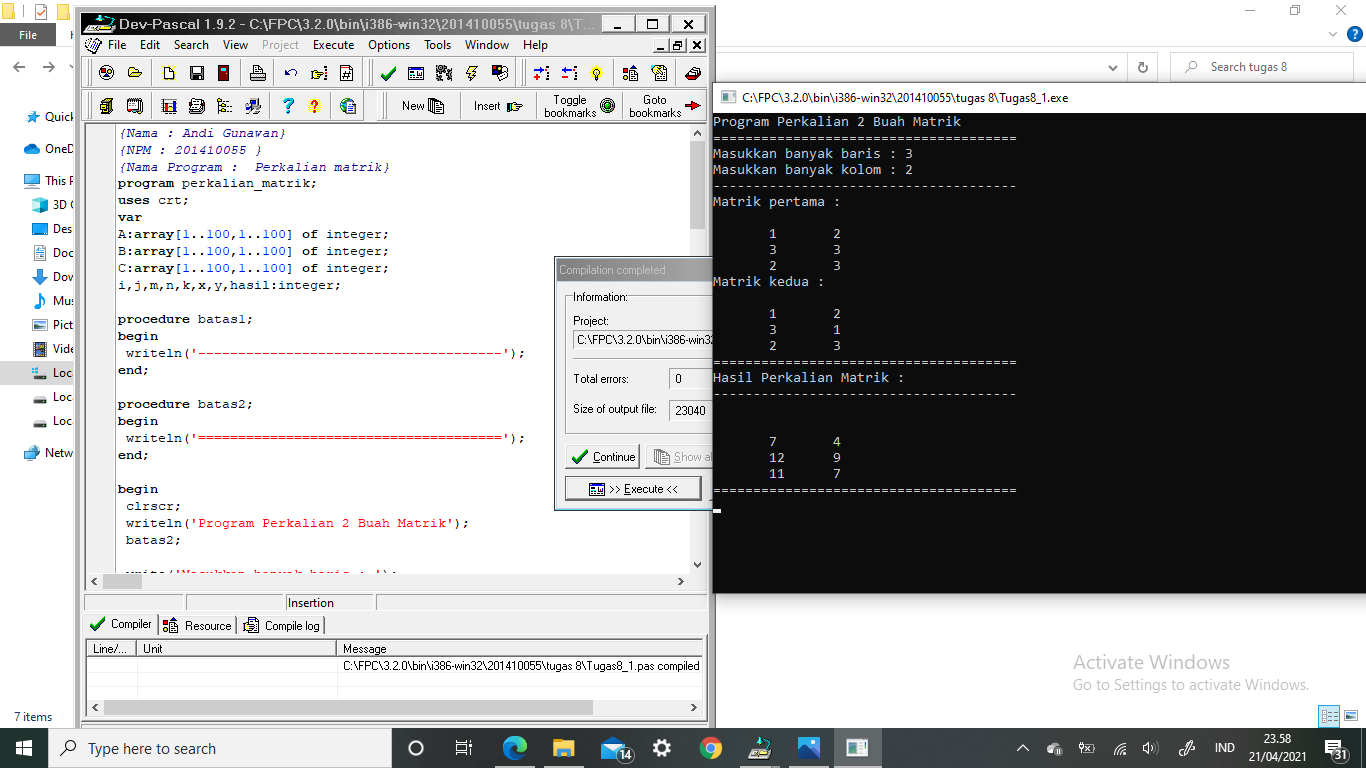 File
Dev-Pascal 1.9.2 - C:\FPC\3.2.0\bin\i386-win32\201410055\tugas 8\T...
File Edit Search View Project Execute Options Tools Window Help
New Insert Toggle bookmarks Goto bookmarks
{Nama : Andi Gunawan}
{NPM : 201410055 }
{Nama Program :  Perkalian matrik}
program perkalian_matrik;
uses crt;
var
A:array[1..100,1..100] of integer;
B:array[1..100,1..100] of integer;
C:array[1..100,1..100] of integer;
i,j,m,n,k,x,y,hasil:integer;
procedure batas1;
begin
writeln('--------------------------------------');
end;
procedure batas2;
begin
writeln('======================================');
end;
begin
clrscr;
writeln('Program Perkalian 2 Buah Matrik');
batas2;
write('Masukkan banyak baris : ');
Insertion
Compiler Resource Compile log
Line/... Unit Message
C:\FPC\3.2.0\bin\i386-win32\201410055\tugas 8\Tugas8_1.pas compiled
Compilation completed
Information:
Project:
C:\FPC\3.2.0\bin\i386-win32
Total errors: 0
Size of output file: 23040
Continue Show al
>> Execute <<
Search tugas 8
C:\FPC\3.2.0\bin\i386-win32\201410055\tugas 8\Tugas8_1.exe
Program Perkalian 2 Buah Matrik
======================================
Masukkan banyak baris : 3
Masukkan banyak kolom : 2
--------------------------------------
Matrik pertama :
1 2
3 3
2 3
Matrik kedua :
1 2
3 1
2 3
======================================
Hasil Perkalian Matrik :
--------------------------------------
7 4
12 9
11 7
======================================
Quick
OneD
This P
3D O
Des
Doc
Dow
Mus
Pict
Vide
Loc
Loc
Loc
Netw
7 items
Activate Windows
Go to Settings to activate Windows.
Type here to search
14
IND
23.58
21/04/2021
31